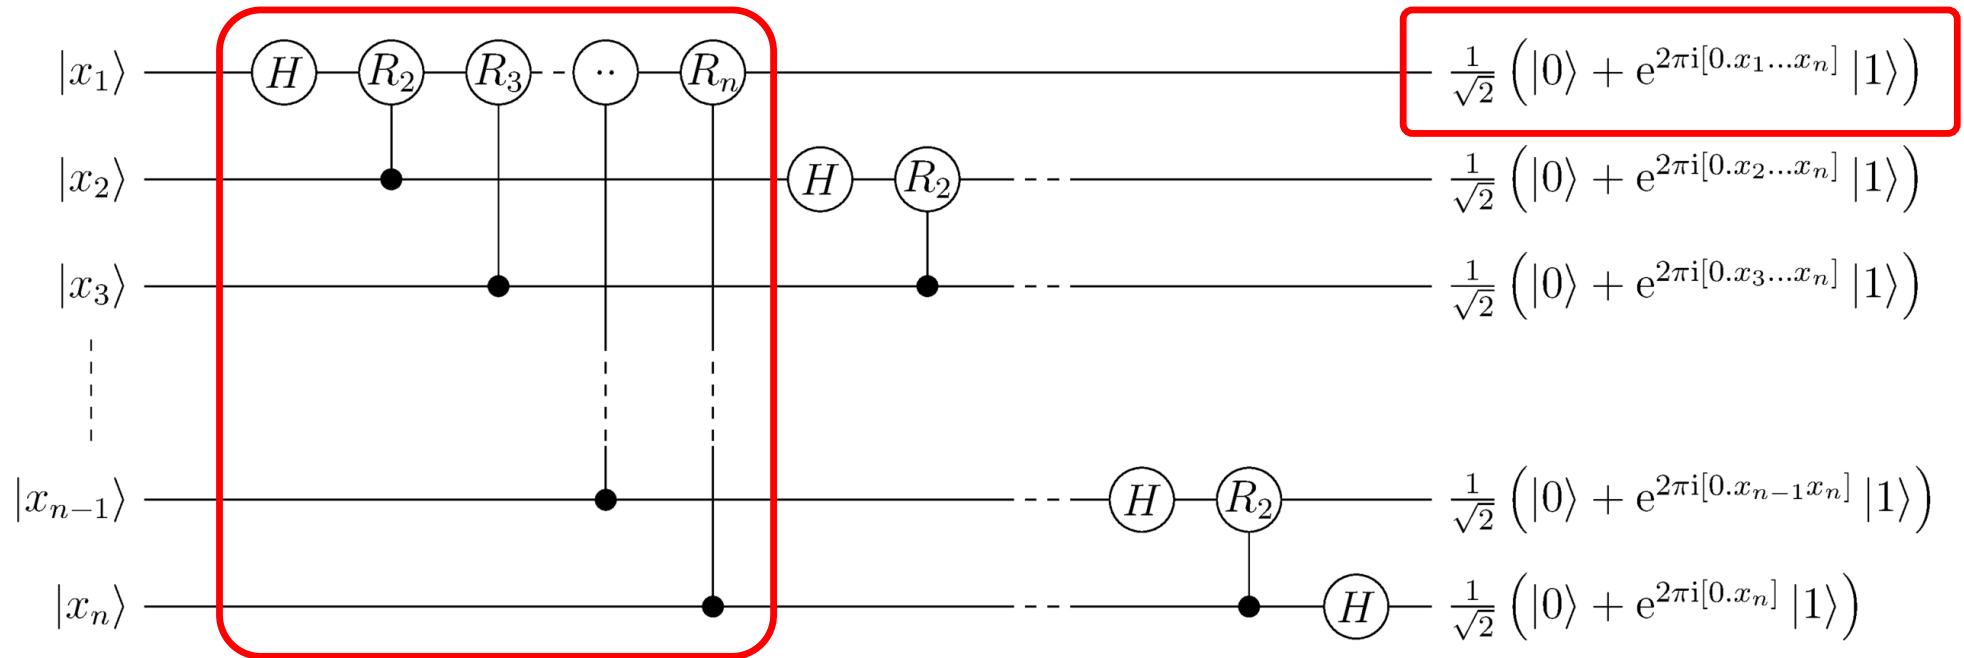 |x₁⟩ H R₂ R₃ ·· Rₙ 1/√2 (|0⟩ + e^{2πi[0.x₁...xₙ]} |1⟩)
|x₂⟩ H R₂ 1/√2 (|0⟩ + e^{2πi[0.x₂...xₙ]} |1⟩)
|x₃⟩ 1/√2 (|0⟩ + e^{2πi[0.x₃...xₙ]} |1⟩)
|xₙ₋₁⟩ H R₂ 1/√2 (|0⟩ + e^{2πi[0.xₙ₋₁xₙ]} |1⟩)
|xₙ⟩ H 1/√2 (|0⟩ + e^{2πi[0.xₙ]} |1⟩)